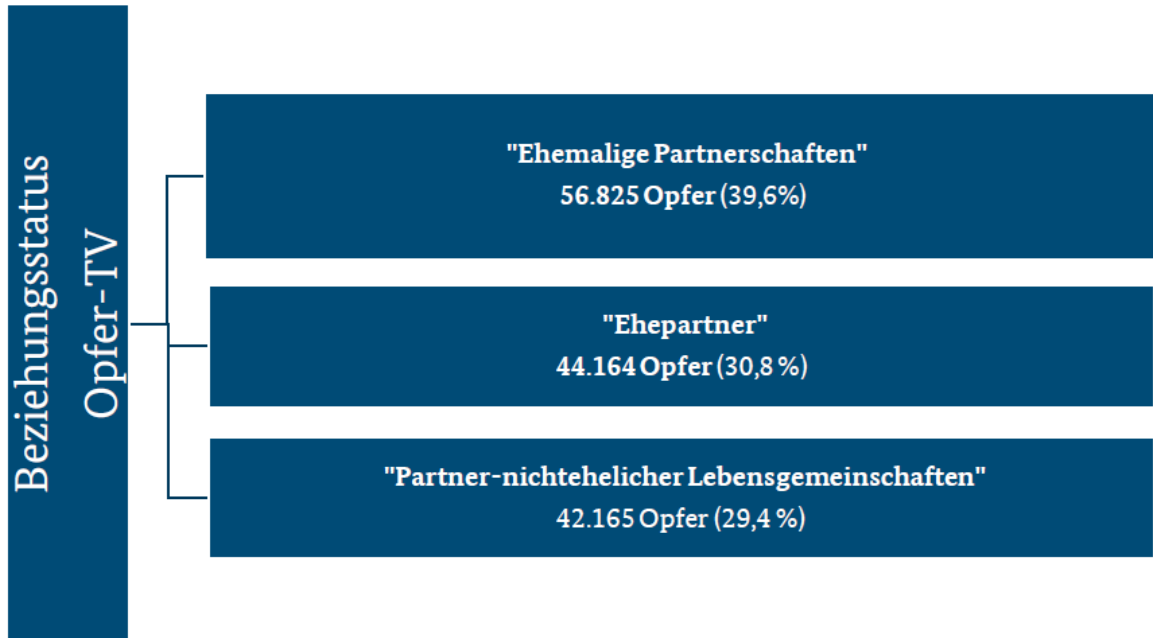 Beziehungsstatus
Opfer-TV
"Ehemalige Partnerschaften"
56.825 Opfer (39,6%)
"Ehepartner"
44.164 Opfer (30,8 %)
"Partner-nichtehelicher Lebensgemeinschaften"
42.165 Opfer (29,4 %)